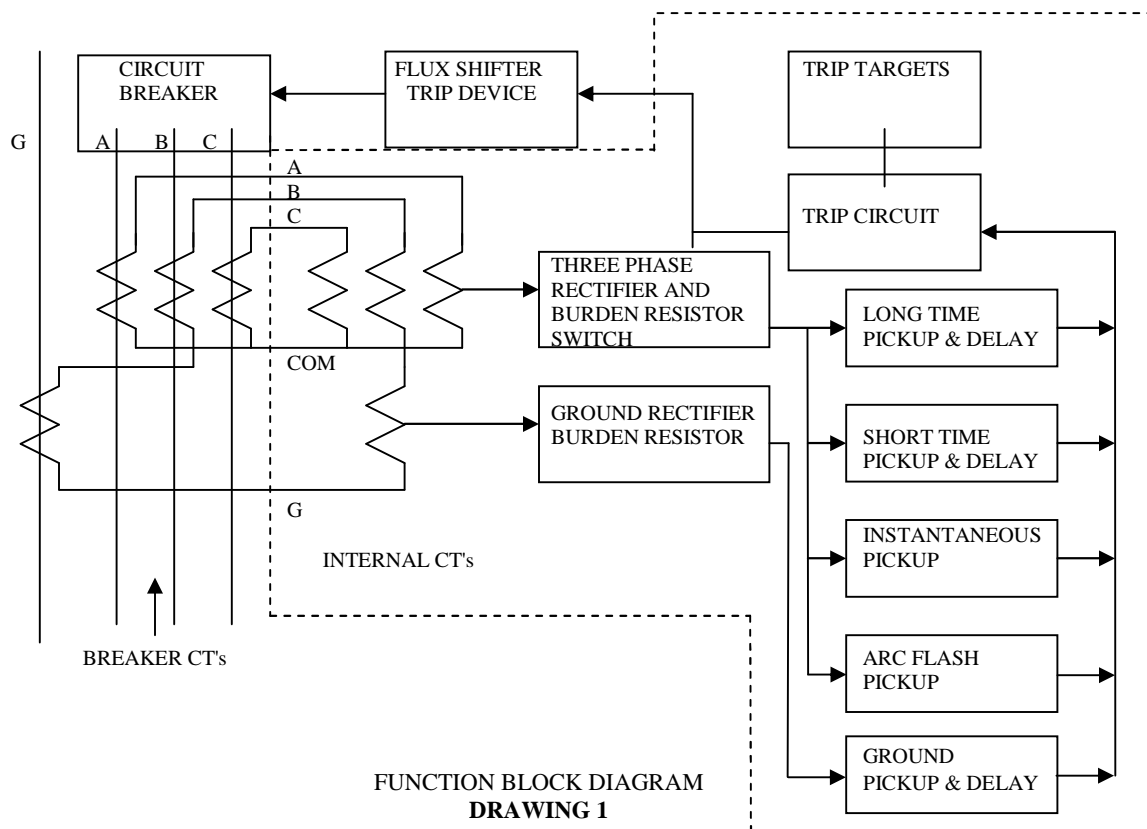 CIRCUIT
BREAKER
FLUX SHIFTER
TRIP DEVICE
TRIP TARGETS
G
A
B
C
A
B
C
TRIP CIRCUIT
THREE PHASE
RECTIFIER AND
BURDEN RESISTOR
SWITCH
LONG TIME
PICKUP & DELAY
COM
GROUND RECTIFIER
BURDEN RESISTOR
SHORT TIME
PICKUP & DELAY
G
INTERNAL CT's
INSTANTANEOUS
PICKUP
BREAKER CT's
ARC FLASH
PICKUP
GROUND
PICKUP & DELAY
FUNCTION BLOCK DIAGRAM
DRAWING 1